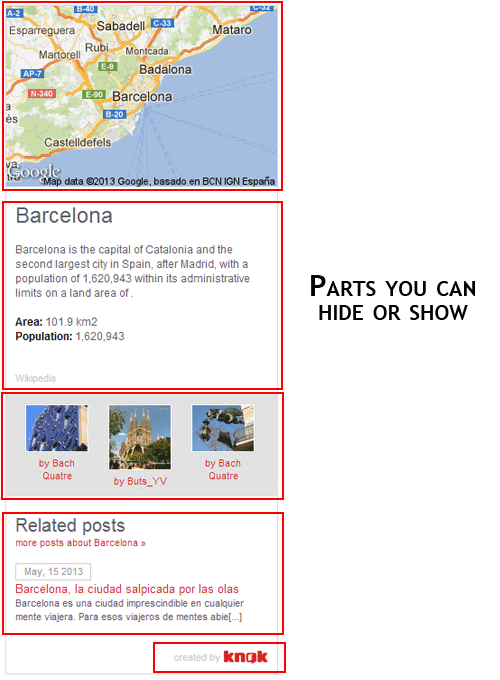 A-2
B-40
C-32
Esparreguera
Sabadell
C-33
Mataro
Martorell
Rubi
Montcada
AP-7
E-9
Badalona
N-340
E-90
Barcelona
B-20
Castelldefels
Google
Map data ©2013 Google, basado en BCN IGN España
Barcelona
Barcelona is the capital of Catalonia and the
second largest city in Spain, after Madrid, with a
population of 1,620,943 within its administrative
limits on a land area of .
Area: 101.9 km2
Population: 1,620,943
Wikipedia
PARTS YOU CAN
HIDE OR SHOW
by Bach
Quatre
by Buts_YV
by Bach
Quatre
Related posts
more posts about Barcelona »
May, 15 2013
Barcelona, la ciudad salpicada por las olas
Barcelona es una ciudad imprescindible en cualquier
mente viajera. Para esos viajeros de mentes abie[...]
created by knok